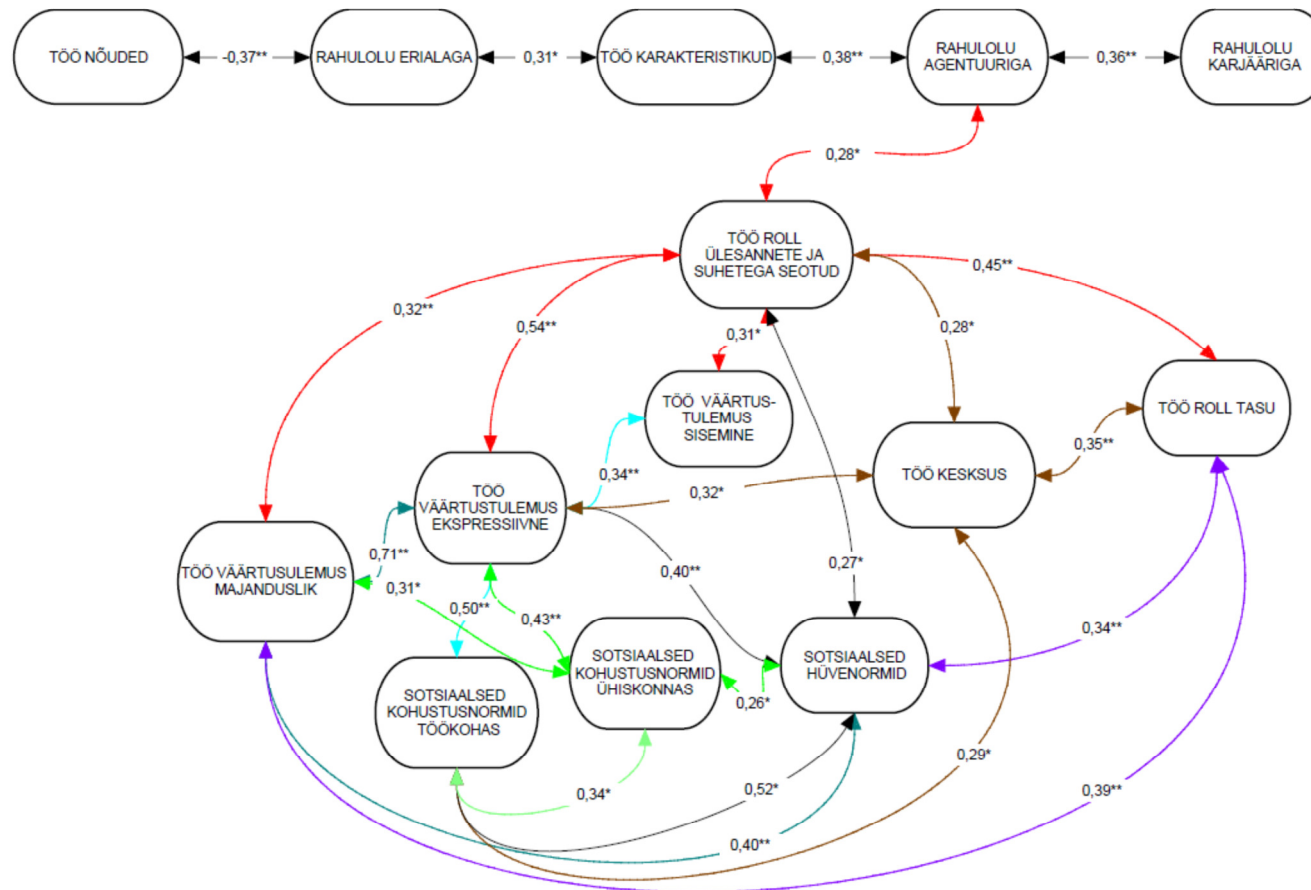 TÖÖ NÕUDED
-0,37**
RAHULOLU ERIALAGA
0,31*
TÖÖ KARAKTERISTIKUD
0,38**
RAHULOLU
AGENTUURIGA
0,36**
RAHULOLU
KARJÄÄRIGA
0,28*
TÖÖ ROLL
ÜLESANNETE JA
SUHETEGA SEOTUD
0,45**
0,32**
0,54**
0,31*
0,28*
TÖÖ VÄÄRTUS-
TULEMUS
SISEMINE
TÖÖ ROLL TASU
0,35**
0,34**
TÖÖ KESKSUS
0,32*
TÖÖ
VÄÄRTUSTULEMUS
EKSPRESSIIVNE
0,71**
TÖÖ VÄÄRTUSULEMUS
MAJANDUSLIK
0,31*
0,40**
0,27*
0,50**
0,43**
0,34**
SOTSIAALSED
KOHUSTUSNORMID
ÜHISKONNAS
SOTSIAALSED
HÜVENORMID
0,26*
SOTSIAALSED
KOHUSTUSNORMID
TÖÖKOHAS
0,29*
0,34*
0,52*
0,39**
0,40**